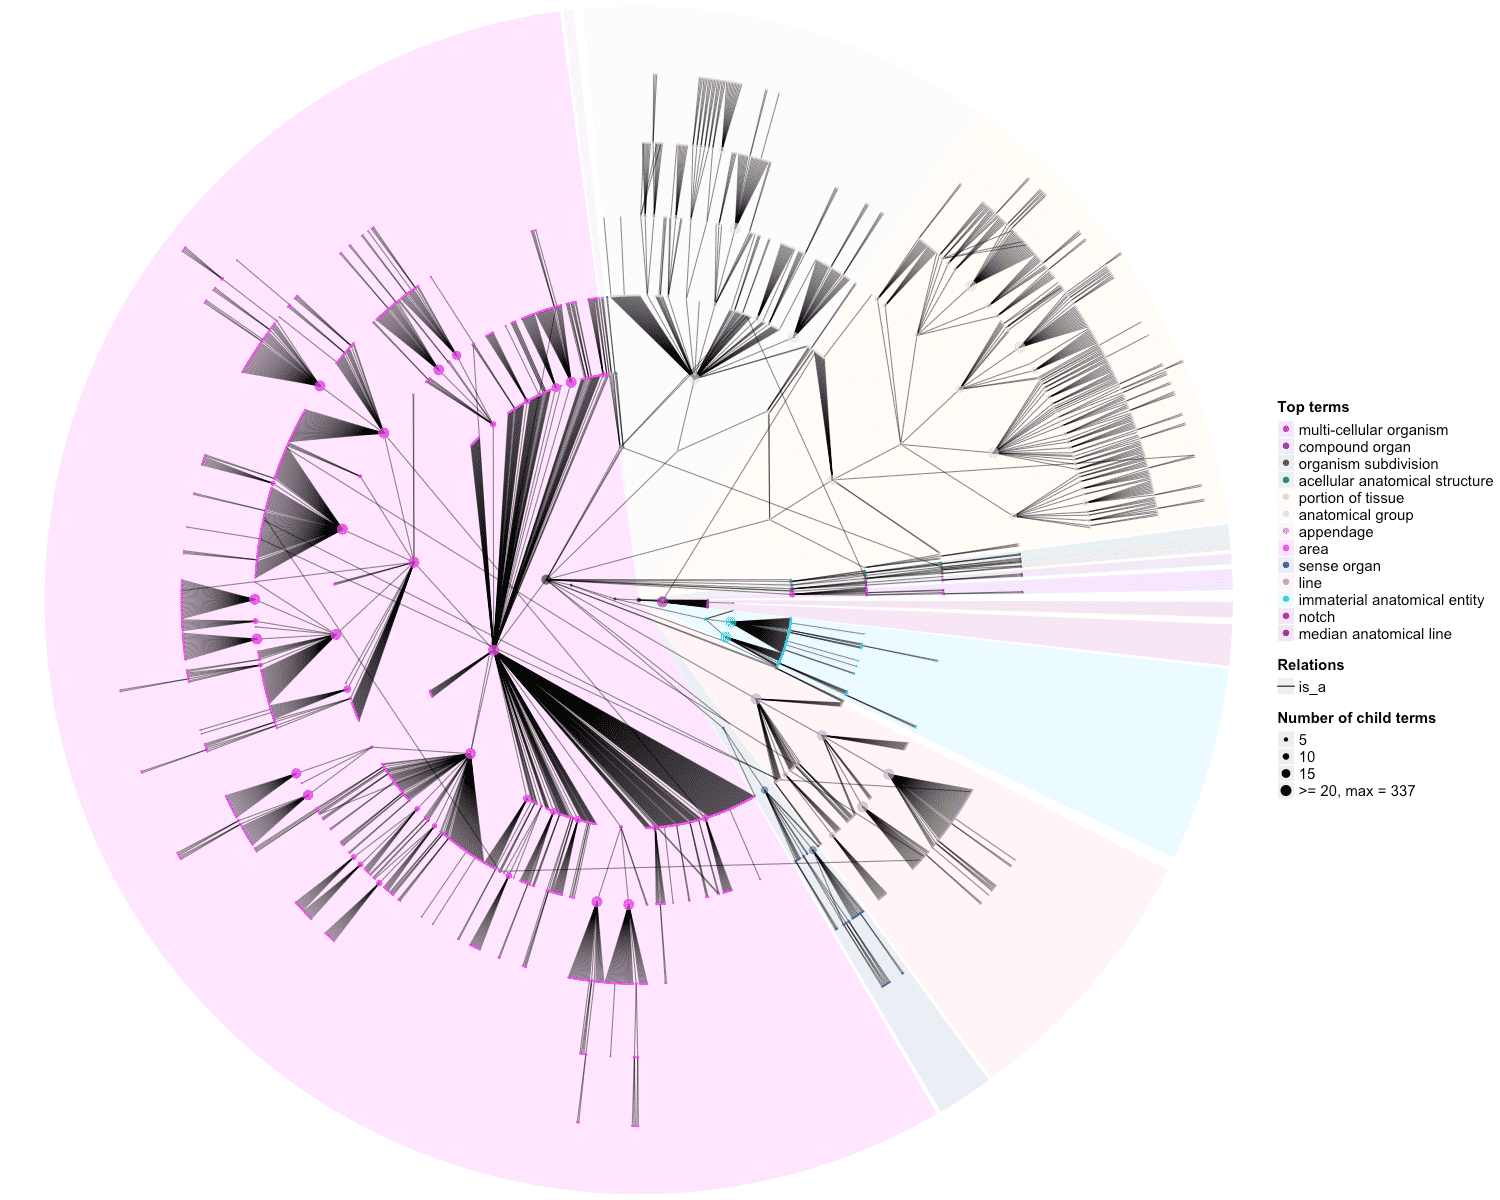 Top terms
multi-cellular organism
compound organ
organism subdivision
acellular anatomical structure
portion of tissue
anatomical group
appendage
area
sense organ
line
immaterial anatomical entity
notch
median anatomical line
Relations
is_a
Number of child terms
5
10
15
>= 20, max = 337